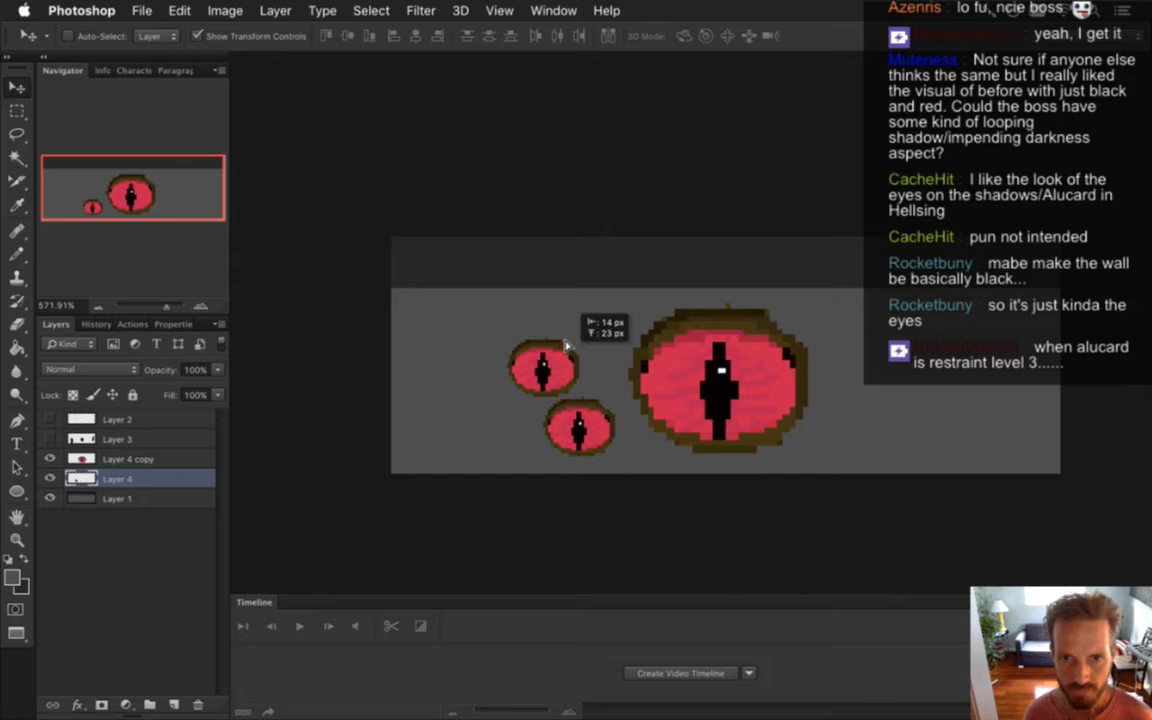 Photoshop File Edit Image Layer Type Select Filter 3D View Window Help
Auto-Select: Layer Show Transform Controls 3D Mode:
Navigator Info Characte Paragraj
571.91%
Layers History Actions Propertie
Kind
Normal Opacity: 100%
Lock: Fill: 100%
Layer 2
Layer 3
Layer 4 copy
Layer 4
Layer 1
14 px
23 px
Timeline
Create Video Timeline
Azenris : lo fu, ncie boss
yeah, I get it
Muteness : Not sure if anyone else
thinks the same but I really liked
the visual of before with just black
and red. Could the boss have
some kind of looping
shadow/impending darkness
aspect?
CacheHit : I like the look of the
eyes on the shadows/Alucard in
Hellsing
CacheHit : pun not intended
Rocketbuny : mabe make the wall
be basically black...
Rocketbuny : so it's just kinda the
eyes
when alucard
is restraint level 3......